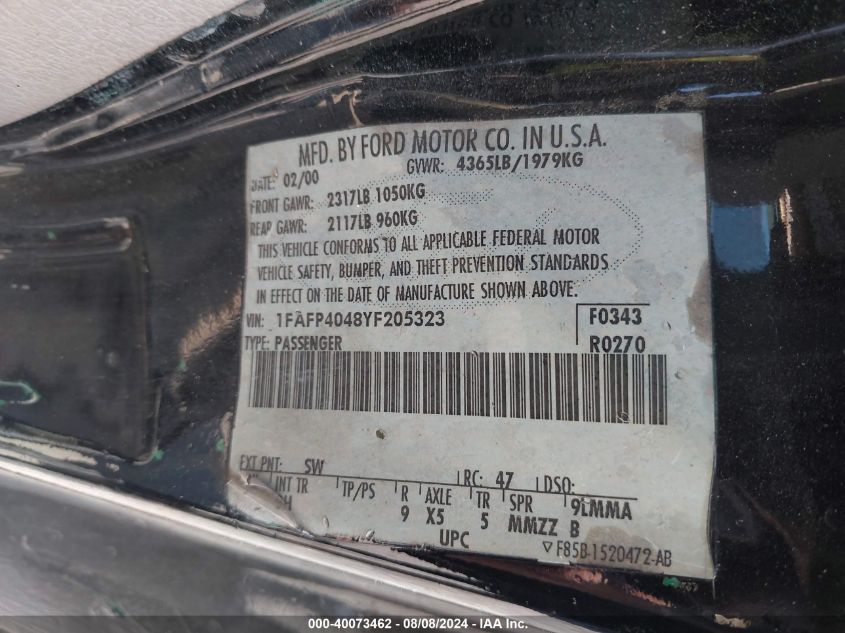 MFD. BY FORD MOTOR CO. IN U.S.A.
DATE: 02/00 GVWR: 4365LB/1979KG
FRONT GAWR: 2317LB 1050KG
REAR GAWR: 2117LB 960KG
THIS VEHICLE CONFORMS TO ALL APPLICABLE FEDERAL MOTOR
VEHICLE SAFETY, BUMPER, AND THEFT PREVENTION STANDARDS
IN EFFECT ON THE DATE OF MANUFACTURE SHOWN ABOVE.
VIN: 1FAFP4048YF205323 F0343
TYPE: PASSENGER R0270
EXT PNT: SW RC: 47 DSO:
INT TR TP/PS R AXLE TR SPR 9LMMA
H 9 X5 5 MMZZ B
UPC ▽F85B-1520472-AB
000-40073462 - 08/08/2024 - IAA Inc.